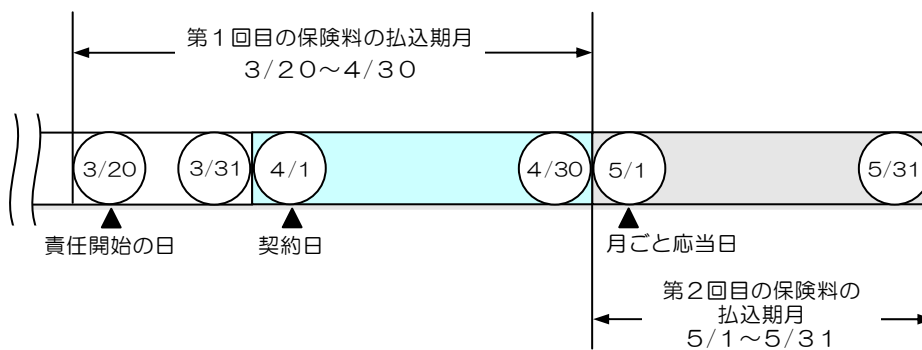 第１回目の保険料の払込期月
３/２０～４/３０
３/２０
３/３１
４/１
４/３０
５/１
５/３１
責任開始の日
契約日
月ごと応当日
第２回目の保険料の
払込期月
５/１～５/３１